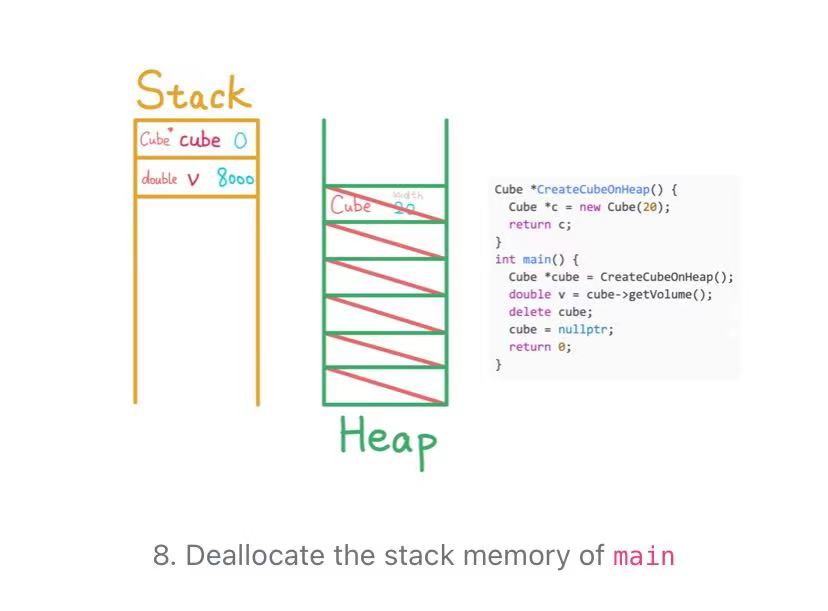 Stack
Cube* cube 0
double v 8000
Width
Cube 20
Heap
Cube *CreateCubeOnHeap() {
Cube *c = new Cube(20);
return c;
}
int main() {
Cube *cube = CreateCubeOnHeap();
double v = cube->getVolume();
delete cube;
cube = nullptr;
return 0;
}
8. Deallocate the stack memory of main